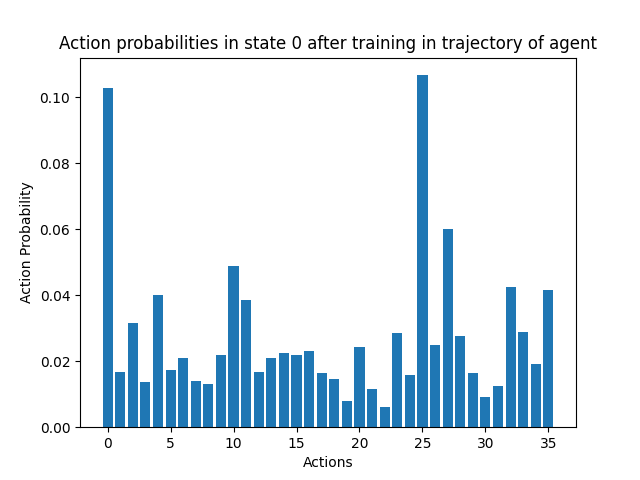 Action probabilities in state 0 after training in trajectory of agent
0.10
0.08
0.06
0.04
0.02
0.00
Action Probability
0 5 10 15 20 25 30 35
Actions